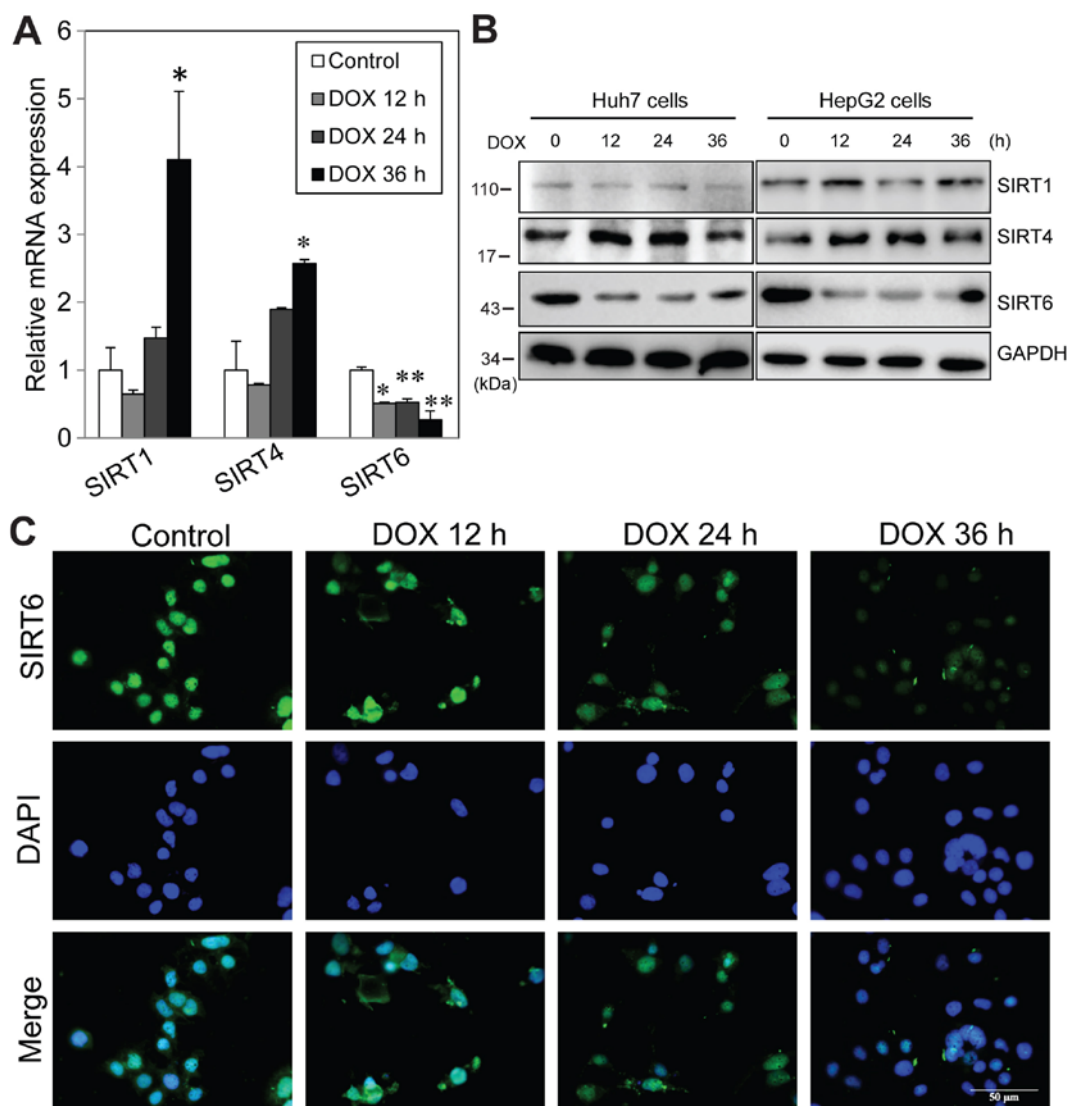 A
Relative mRNA expression
6
5
4
3
2
1
0
Control
DOX 12 h
DOX 24 h
DOX 36 h
*
*
*
**
**
SIRT1
SIRT4
SIRT6
B
Huh7 cells
HepG2 cells
DOX 0 12 24 36 0 12 24 36 (h)
110 SIRT1
SIRT4
17
SIRT6
43
34 GAPDH
(kDa)
C
Control DOX 12 h DOX 24 h DOX 36 h
SIRT6
DAPI
Merge
50 μm